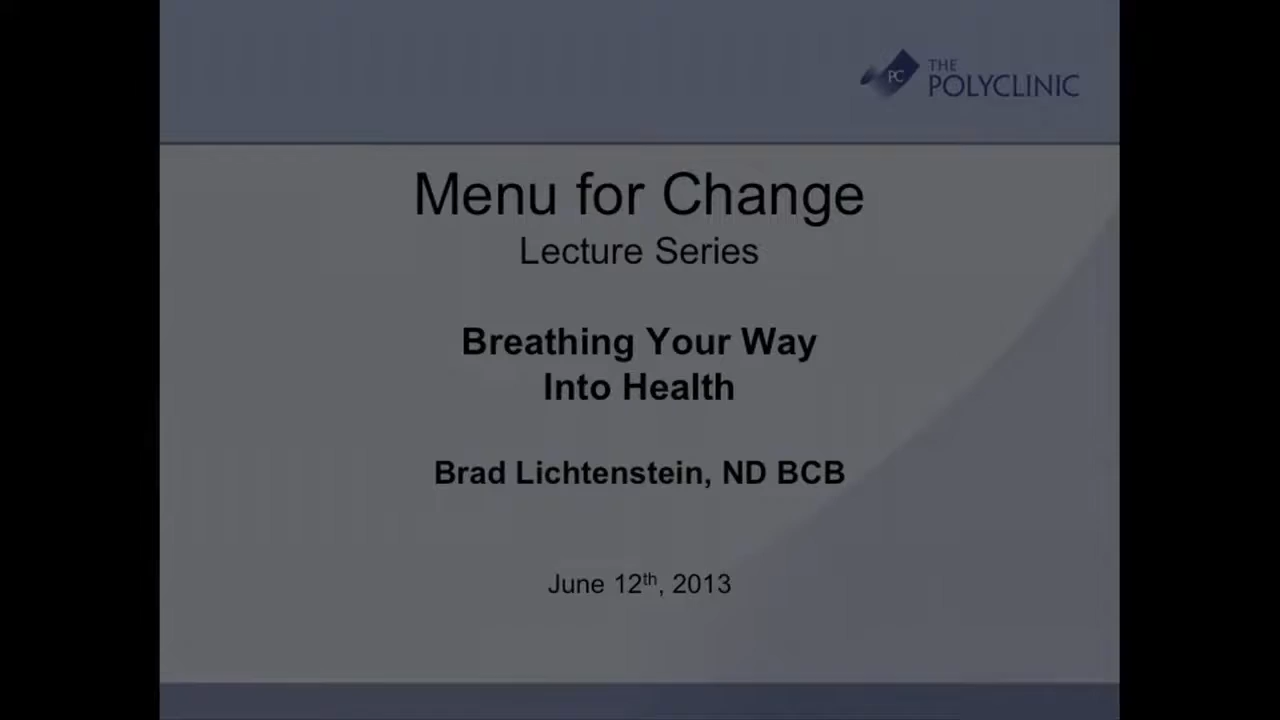 PC
THE
POLYCLINIC
Menu for Change
Lecture Series
Breathing Your Way
Into Health
Brad Lichtenstein, ND BCB
June 12th, 2013